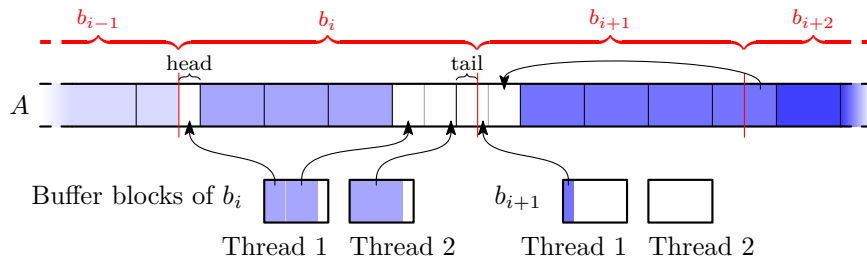 b_{i−1} b_i b_{i+1} b_{i+2}
head tail
A
Buffer blocks of b_i b_{i+1}
Thread 1 Thread 2 Thread 1 Thread 2